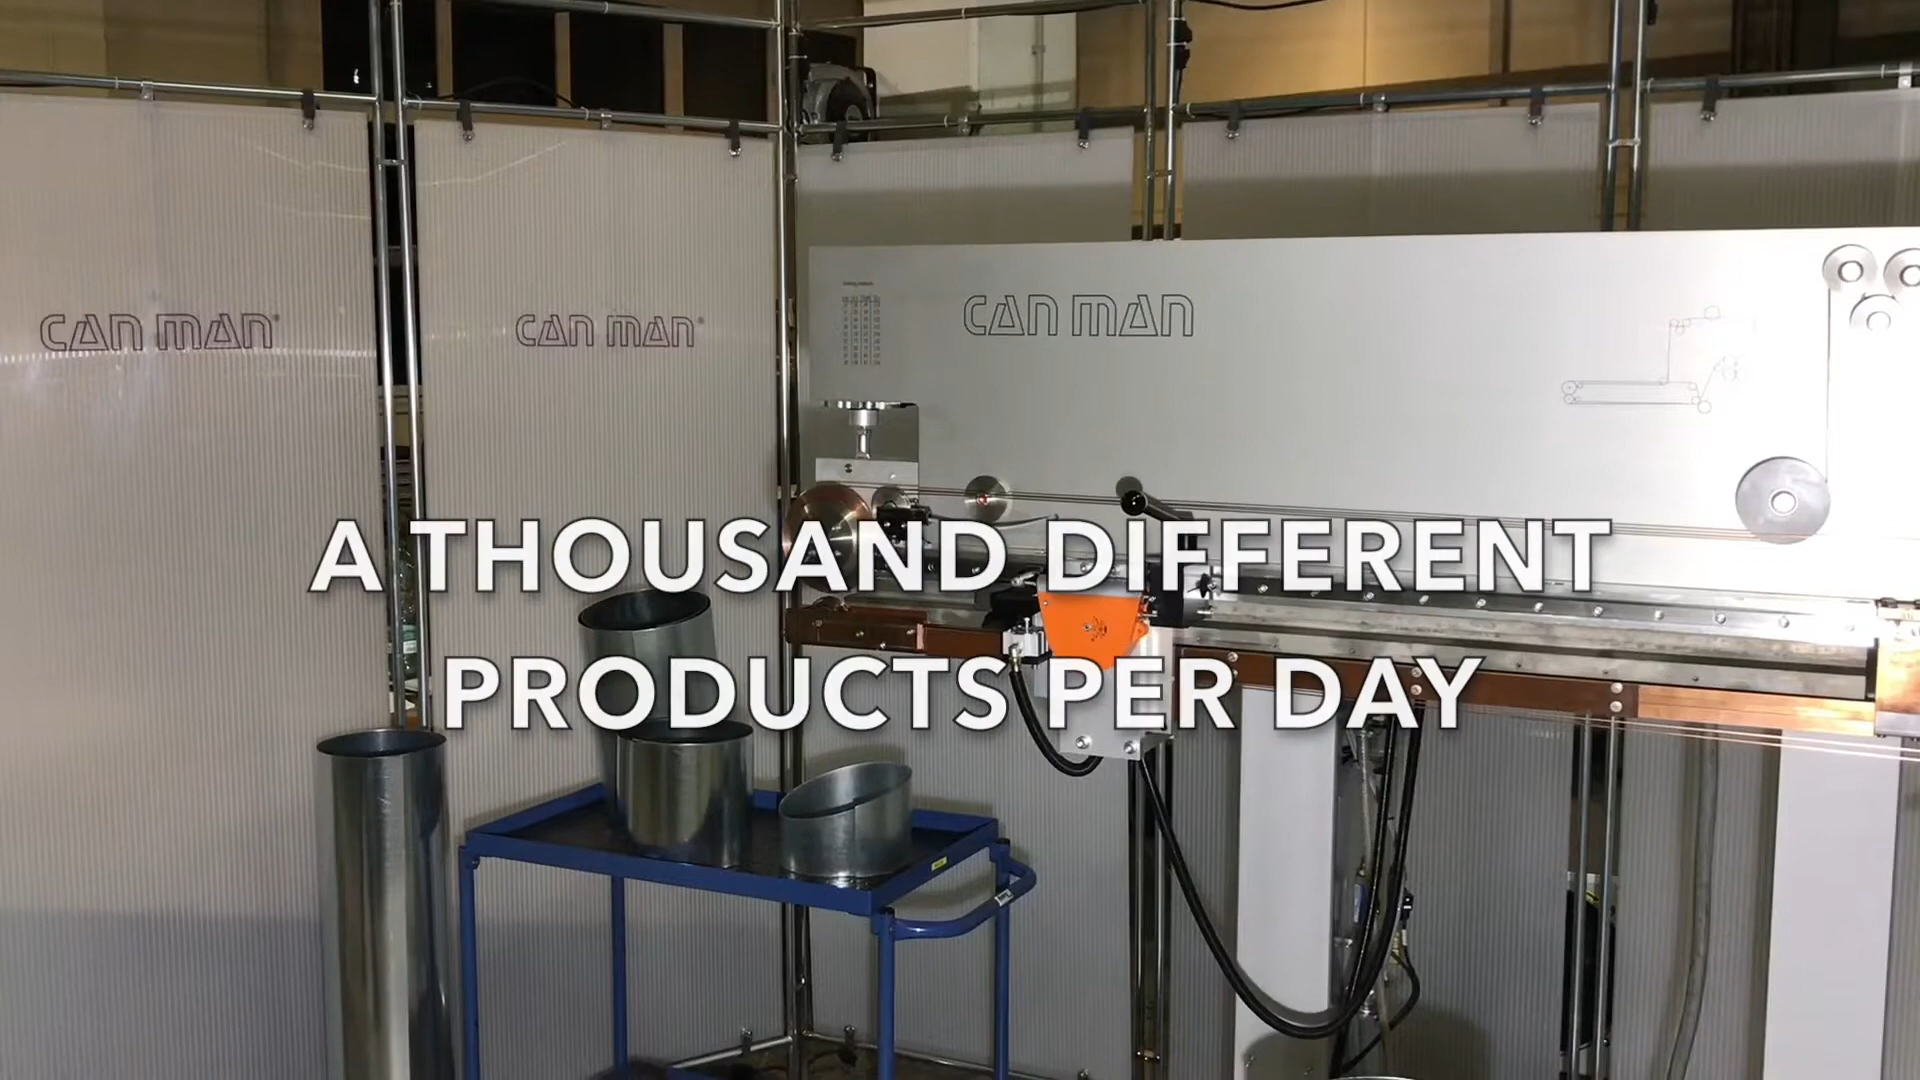 CAN MAN®
CAN MAN®
CAN MAN
A THOUSAND DIFFERENT
PRODUCTS PER DAY